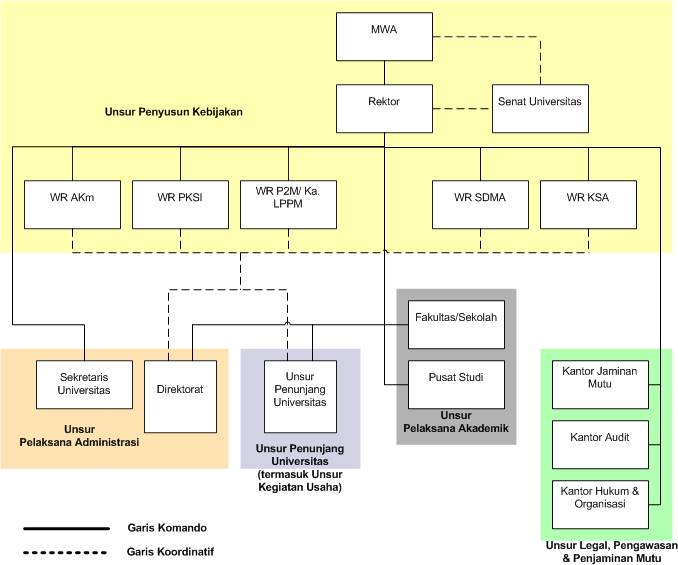 MWA
Rektor
Senat Universitas
Unsur Penyusun Kebijakan
WR AKm
WR PKSI
WR P2M/ Ka.
LPPM
WR SDMA
WR KSA
Fakultas/Sekolah
Pusat Studi
Unsur
Pelaksana Akademik
Sekretaris
Universitas
Direktorat
Unsur
Pelaksana Administrasi
Unsur
Penunjang
Universitas
Unsur Penunjang
Universitas
(termasuk Unsur
Kegiatan Usaha)
Kantor Jaminan
Mutu
Kantor Audit
Kantor Hukum &
Organisasi
Unsur Legal, Pengawasan
& Penjaminan Mutu
Garis Komando
Garis Koordinatif